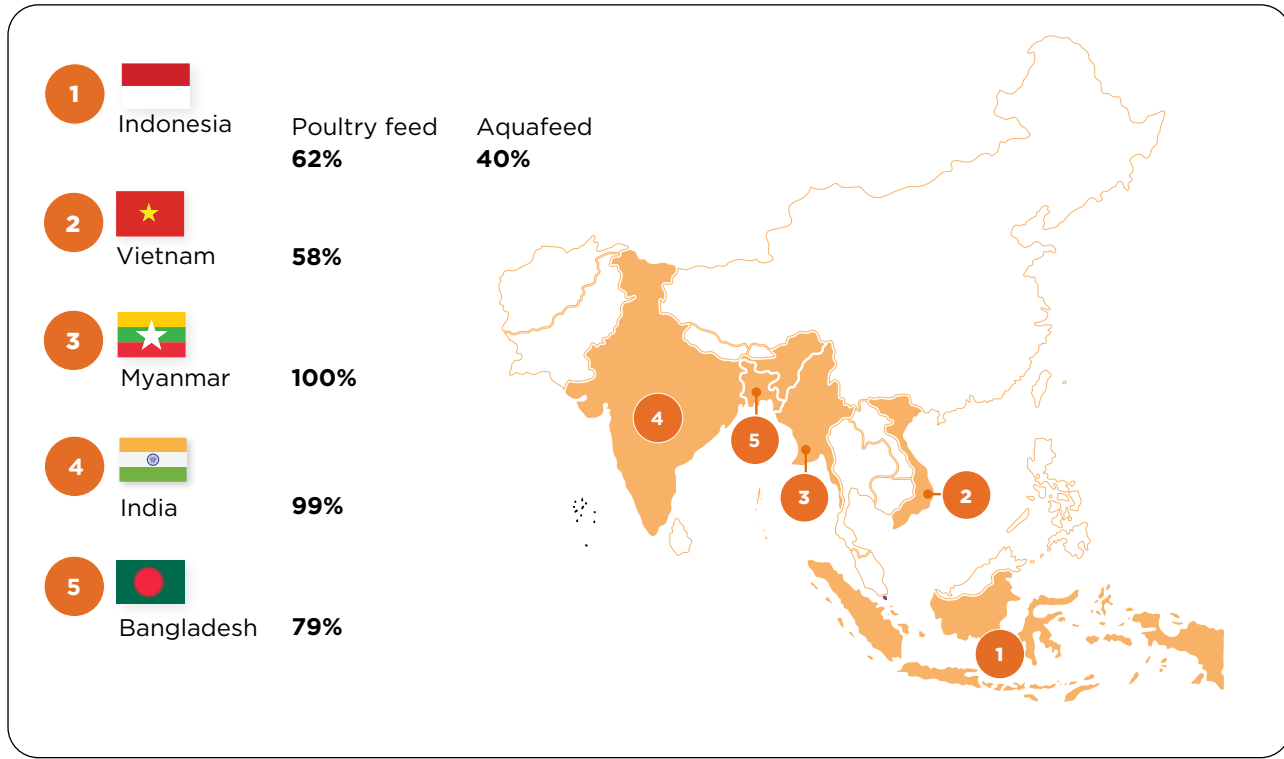 1
Indonesia
Poultry feed Aquafeed
62% 40%
2
Vietnam 58%
3
Myanmar 100%
4
India 99%
5
Bangladesh 79%
4
5
3
2
1